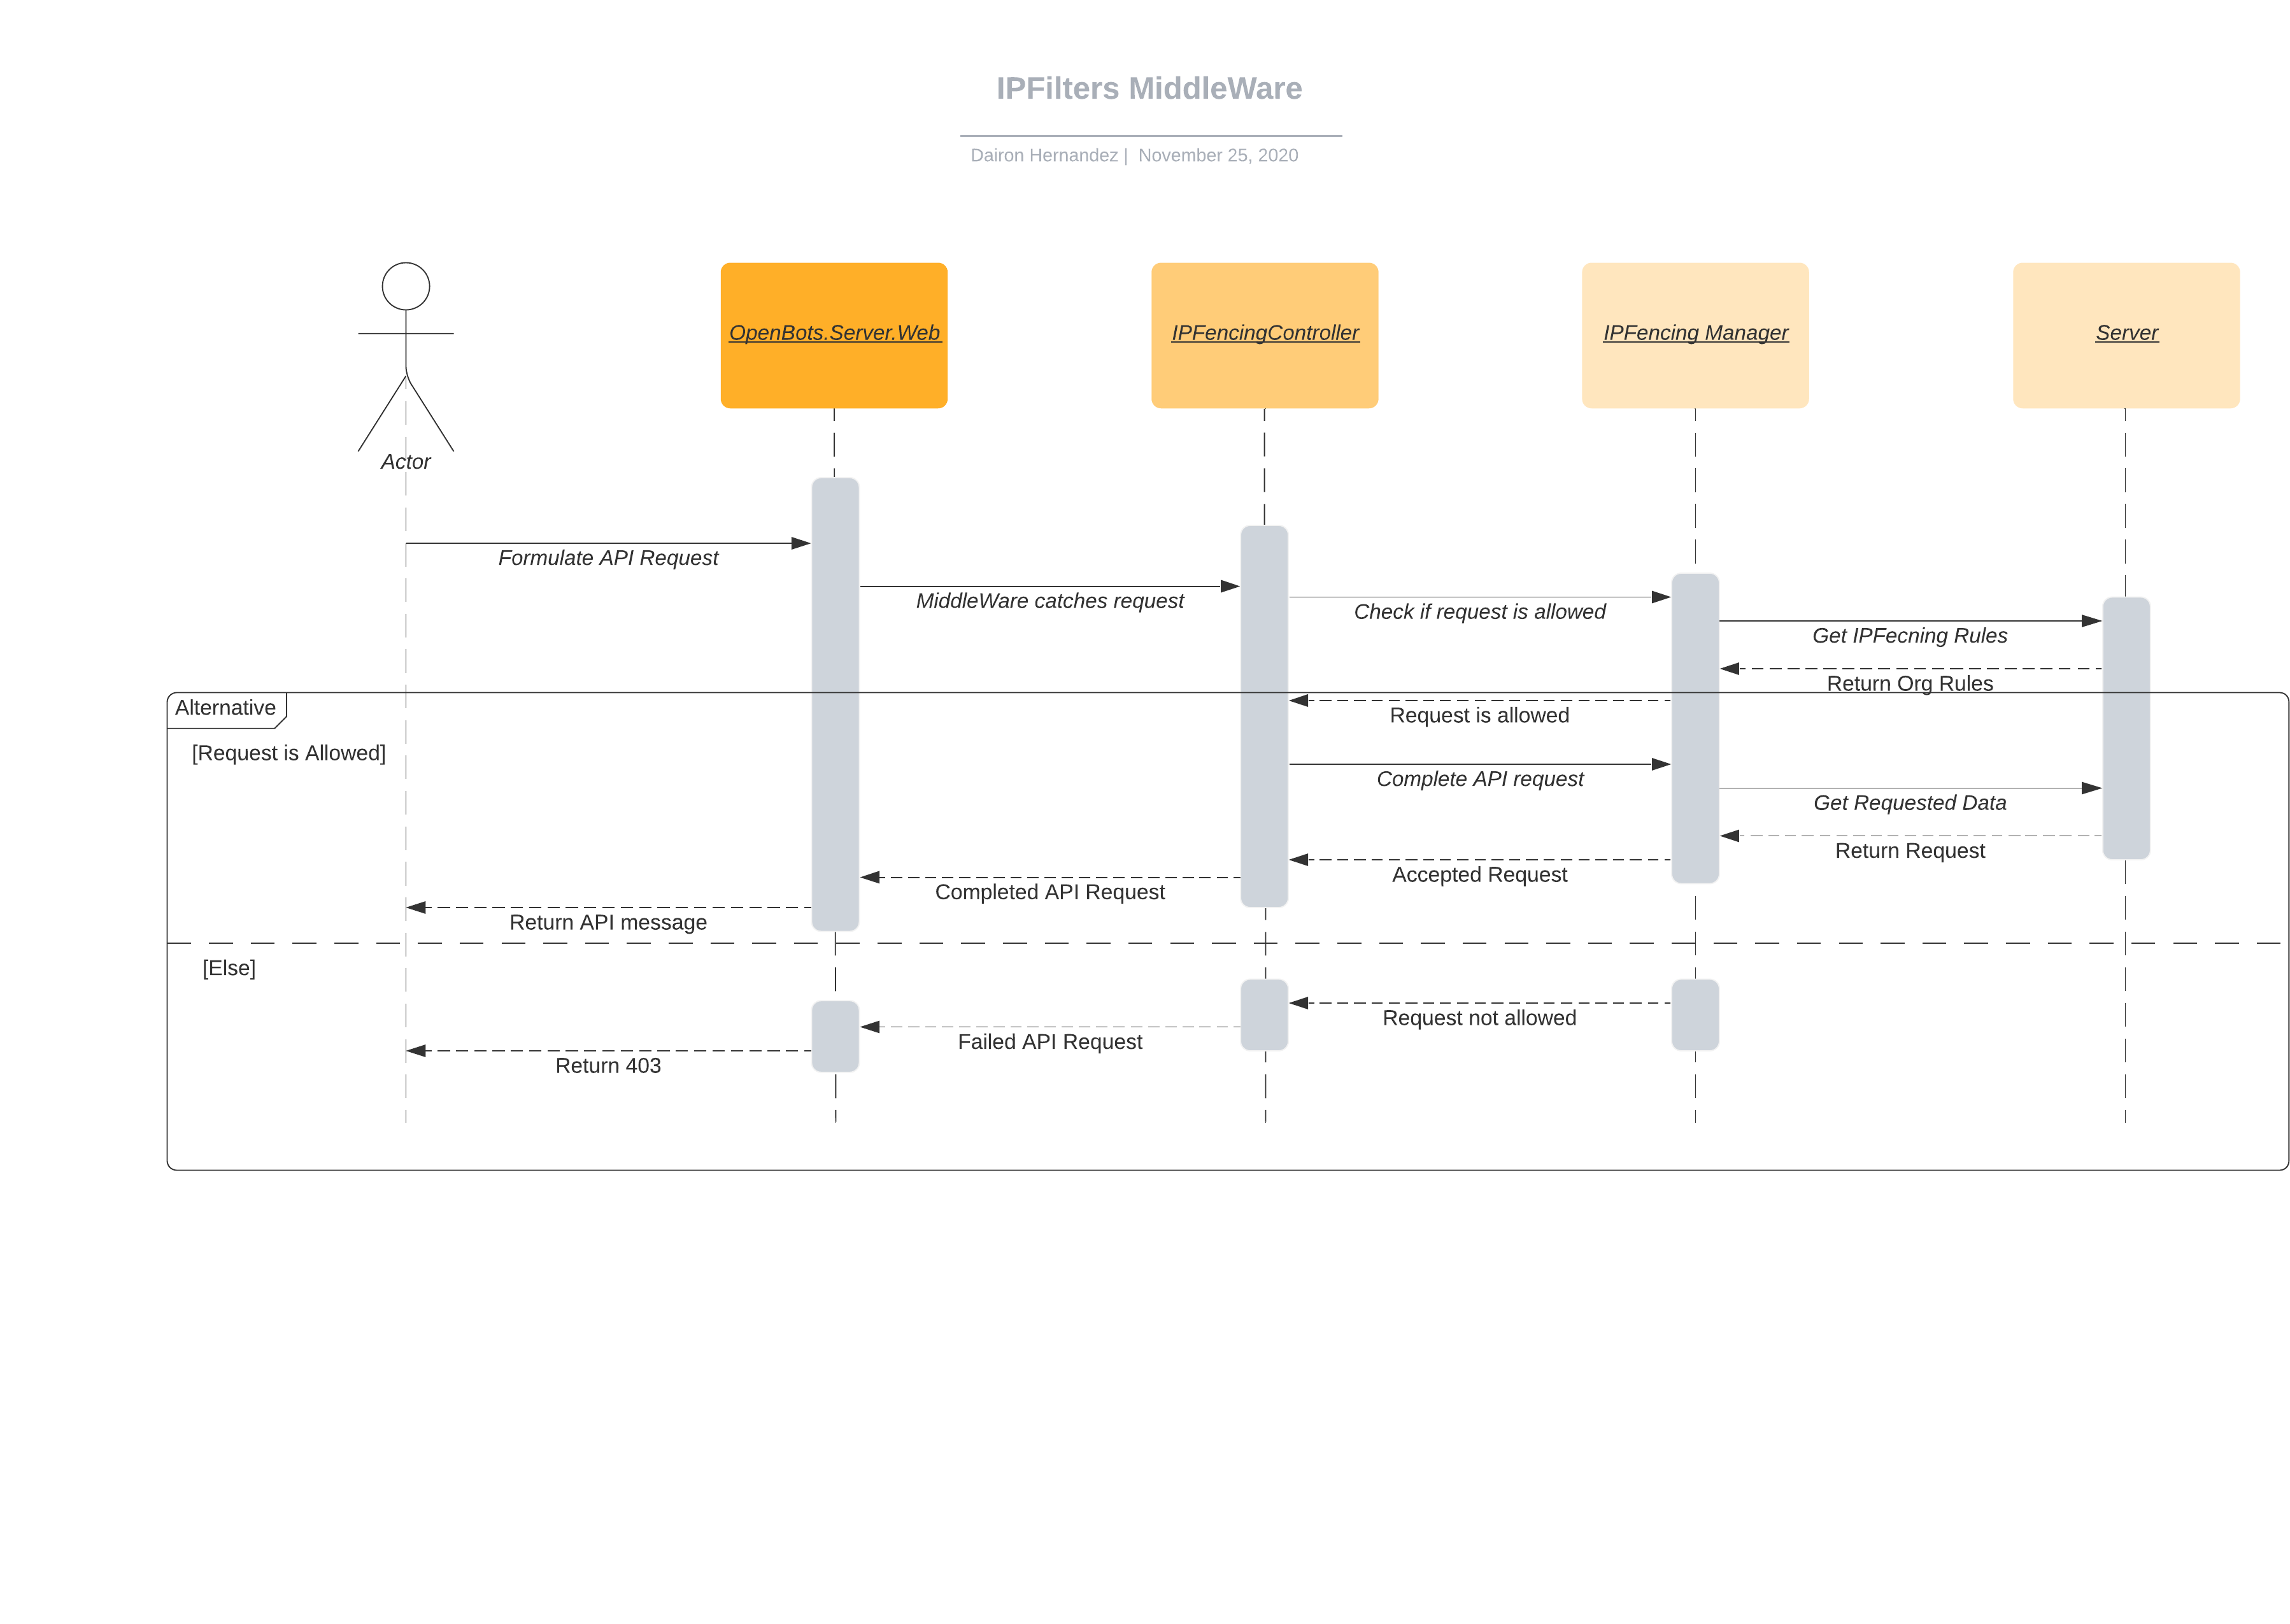 IPFilters MiddleWare
Dairon Hernandez | November 25, 2020
OpenBots.Server.Web
IPFencingController
IPFencing Manager
Server
Actor
Formulate API Request
MiddleWare catches request
Check if request is allowed
Get IPFecning Rules
Return Org Rules
Alternative
Request is allowed
[Request is Allowed]
Complete API request
Get Requested Data
Return Request
Accepted Request
Completed API Request
Return API message
[Else]
Request not allowed
Failed API Request
Return 403